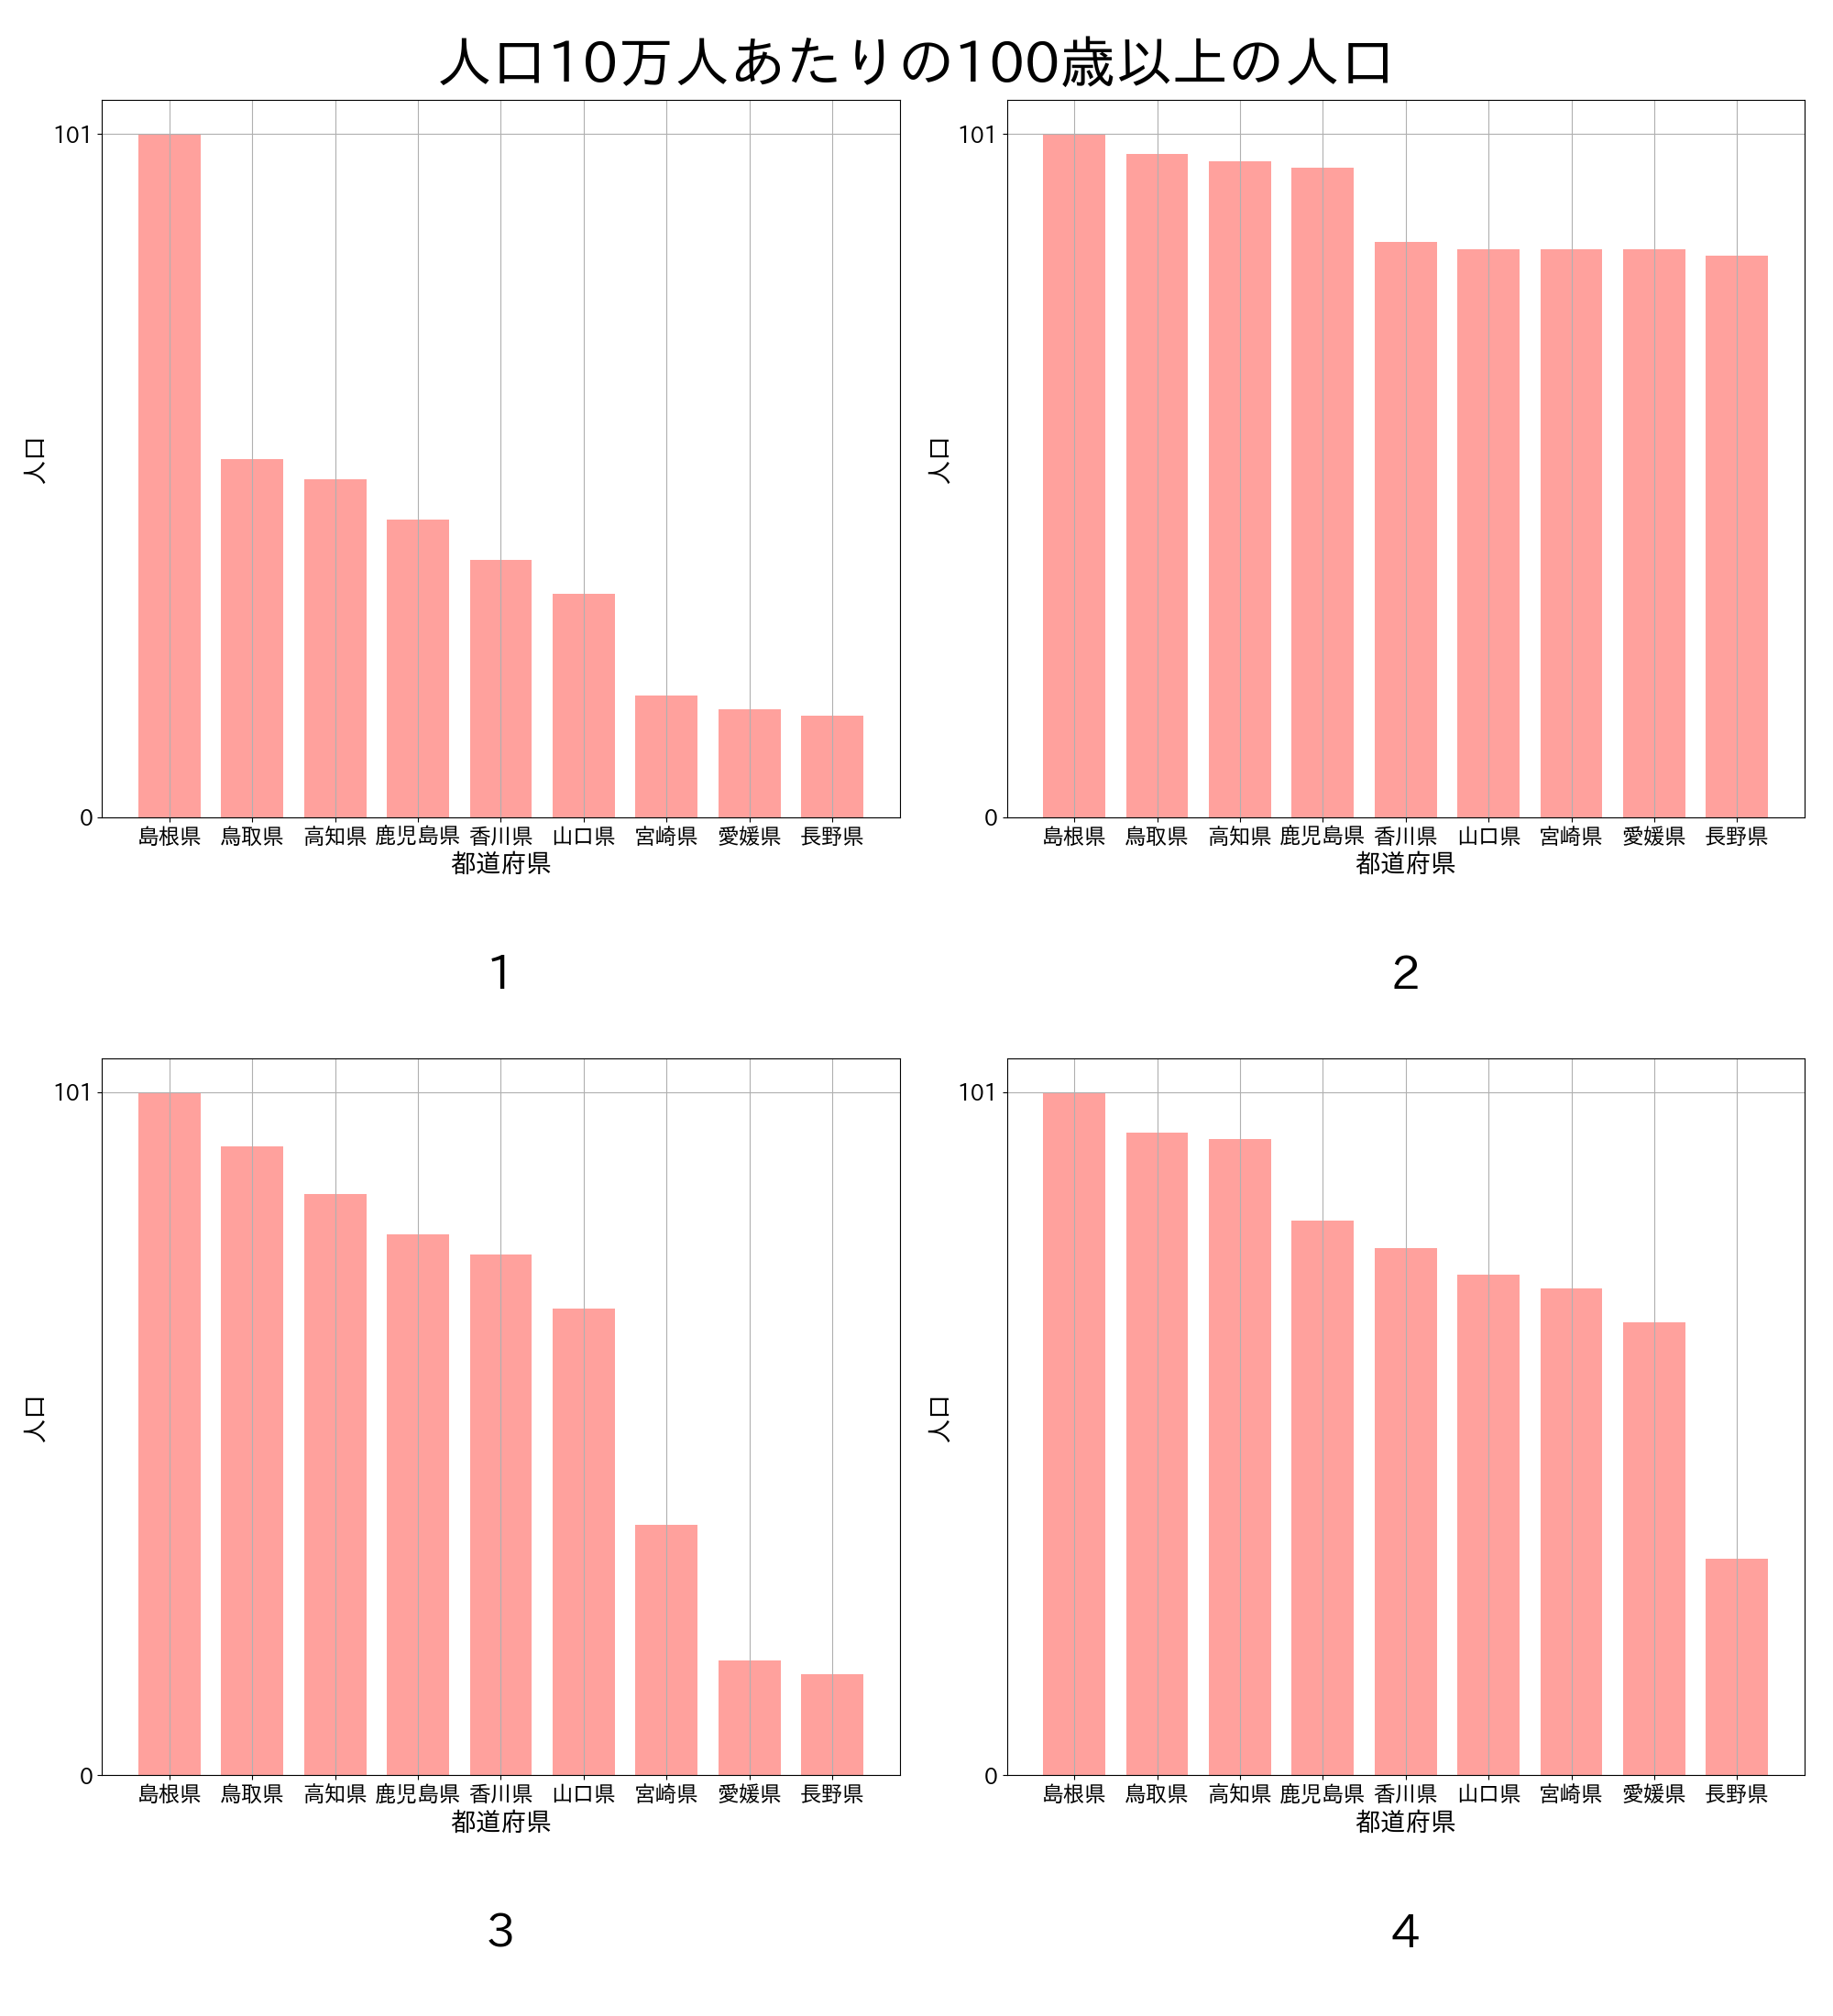 人口10万人あたりの100歳以上の人口
101
0
人口
島根県 鳥取県 高知県 鹿児島県 香川県 山口県 宮崎県 愛媛県 長野県
都道府県
1
101
0
人口
島根県 鳥取県 高知県 鹿児島県 香川県 山口県 宮崎県 愛媛県 長野県
都道府県
2
101
0
人口
島根県 鳥取県 高知県 鹿児島県 香川県 山口県 宮崎県 愛媛県 長野県
都道府県
3
101
0
人口
島根県 鳥取県 高知県 鹿児島県 香川県 山口県 宮崎県 愛媛県 長野県
都道府県
4